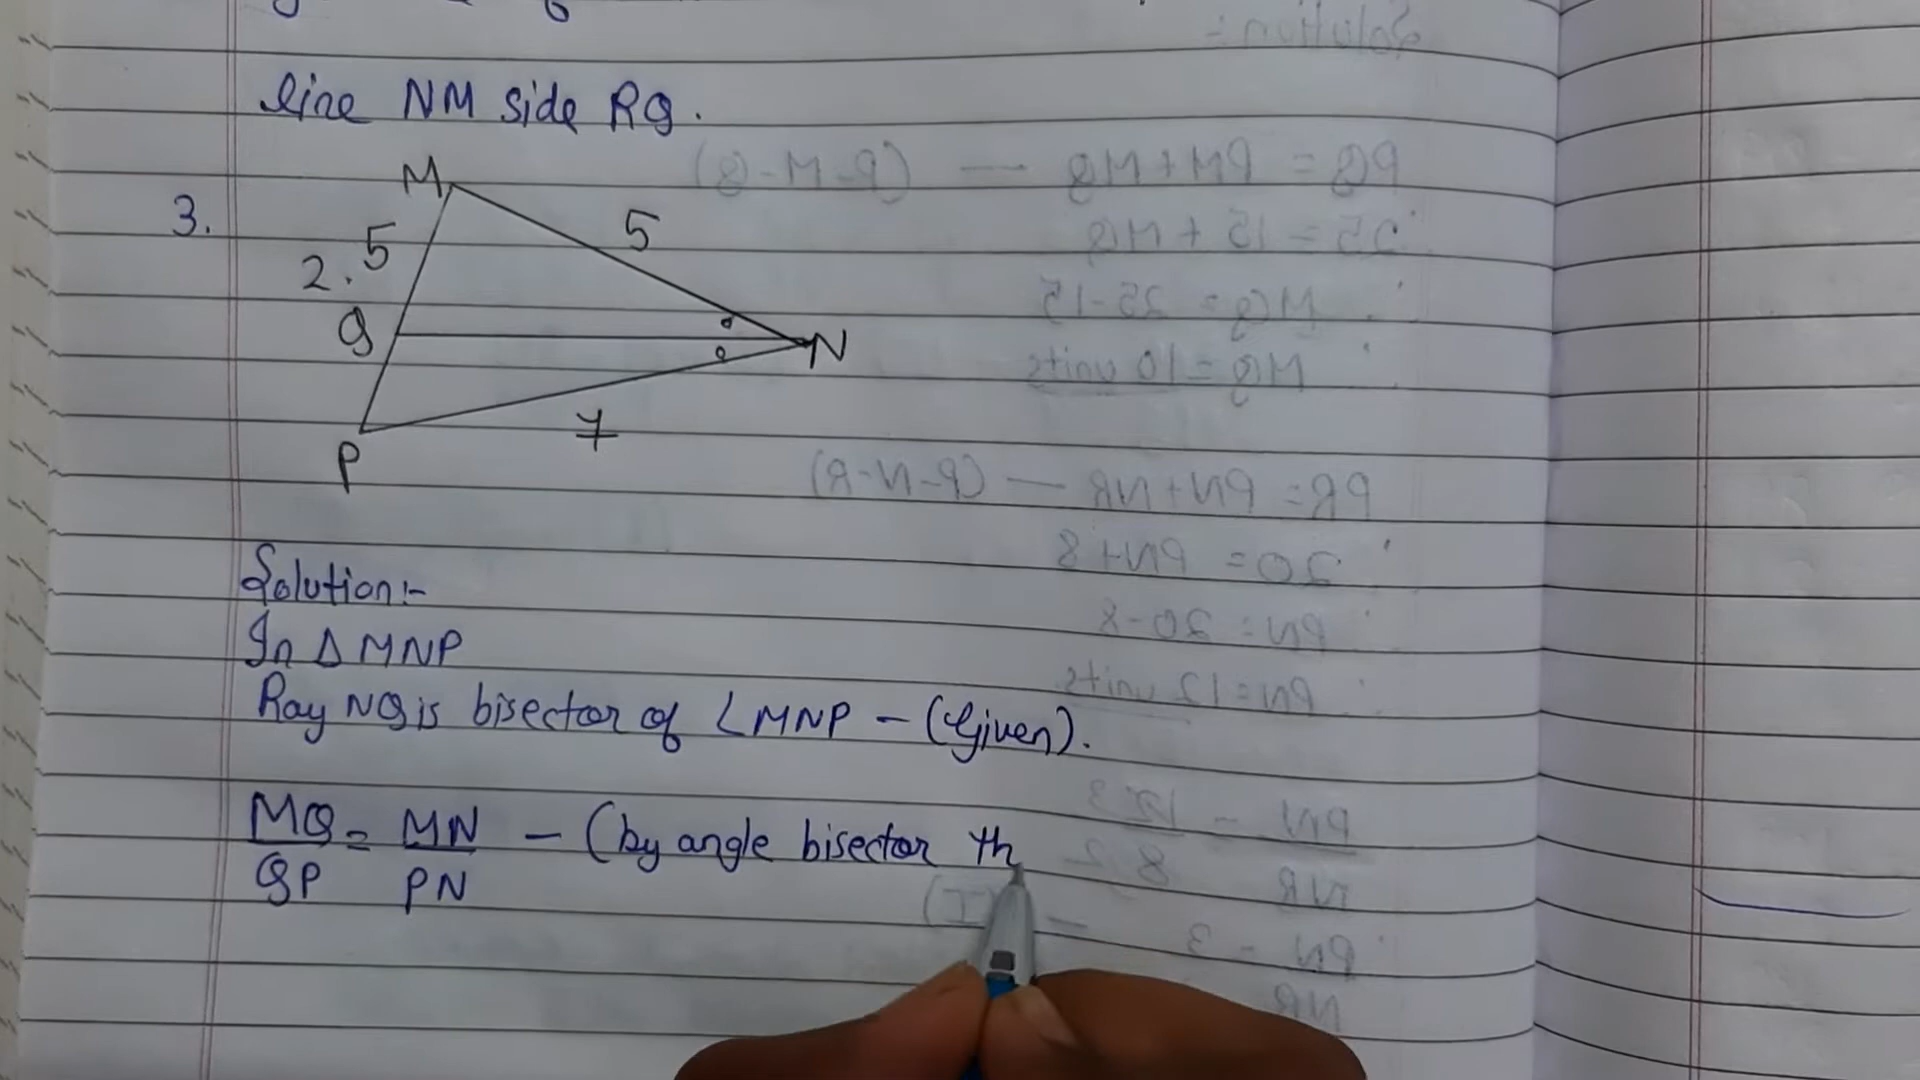 line NM side RQ.
3.
M
5
2.5
Q
N
7
P
Solution:-
In Δ MNP
Ray NQ is bisector of ∠MNP - (Given).
MQ = MN - (by angle bisector th
QP PN